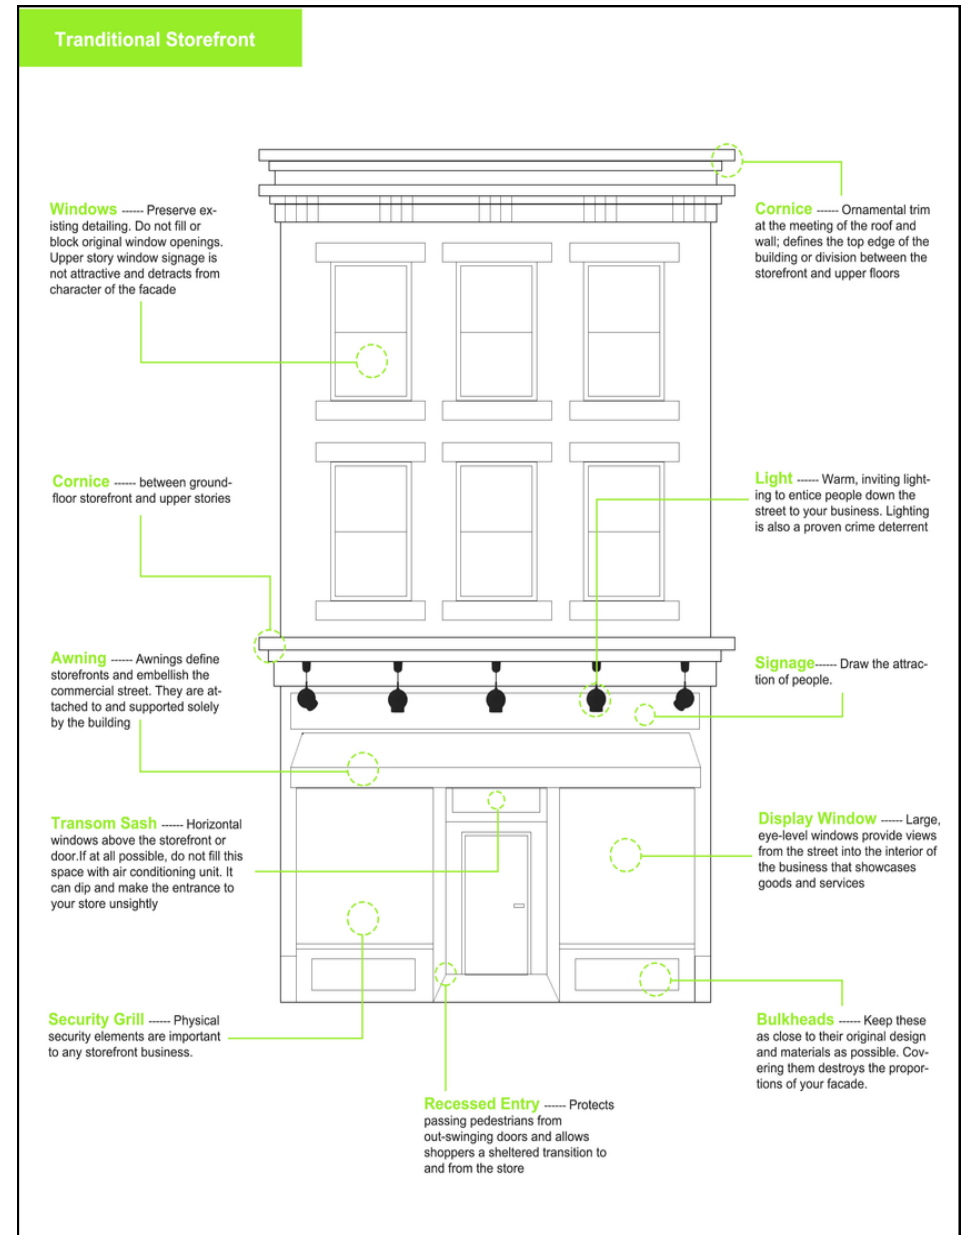 Tranditional Storefront
Windows ------ Preserve ex-
isting detailing. Do not fill or
block original window openings.
Upper story window signage is
not attractive and detracts from
character of the facade
Cornice ------ Ornamental trim
at the meeting of the roof and
wall; defines the top edge of the
building or division between the
storefront and upper floors
Cornice ------ between ground-
floor storefront and upper stories
Light ------ Warm, inviting light-
ing to entice people down the
street to your business. Lighting
is also a proven crime deterrent
Awning ------ Awnings define
storefronts and embellish the
commercial street. They are at-
tached to and supported solely
by the building
Signage------ Draw the attrac-
tion of people.
Transom Sash ------ Horizontal
windows above the storefront or
door.If at all possible, do not fill this
space with air conditioning unit. It
can dip and make the entrance to
your store unsightly
Display Window ------ Large,
eye-level windows provide views
from the street into the interior of
the business that showcases
goods and services
Security Grill ------ Physical
security elements are important
to any storefront business.
Bulkheads ------ Keep these
as close to their original design
and materials as possible. Cov-
ering them destroys the propor-
tions of your facade.
Recessed Entry ------ Protects
passing pedestrians from
out-swinging doors and allows
shoppers a sheltered transition to
and from the store